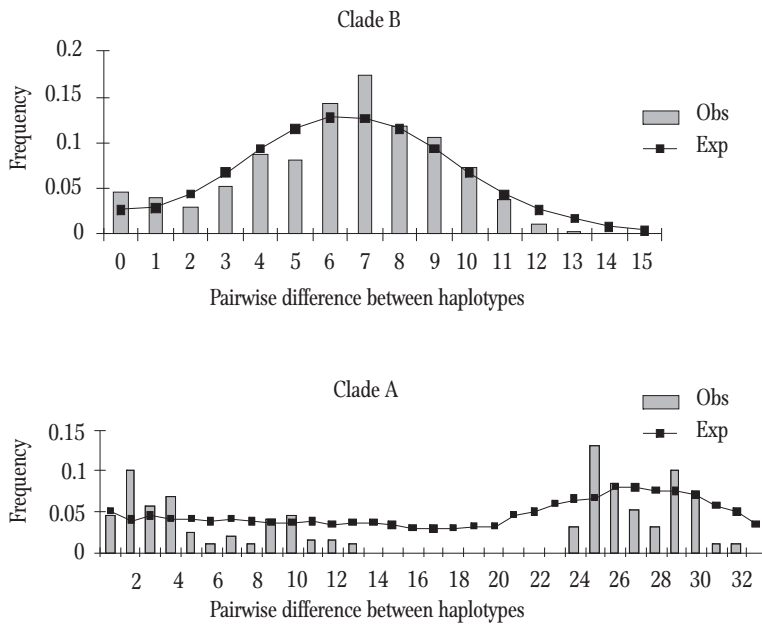 Clade B
0.2
0.15
0.1
0.05
0
Frequency
Obs
Exp
0 1 2 3 4 5 6 7 8 9 10 11 12 13 14 15
Pairwise difference between haplotypes
Clade A
0.15
0.1
0.05
0
Frequency
Obs
Exp
2 4 6 8 10 12 14 16 18 20 22 24 26 28 30 32
Pairwise difference between haplotypes